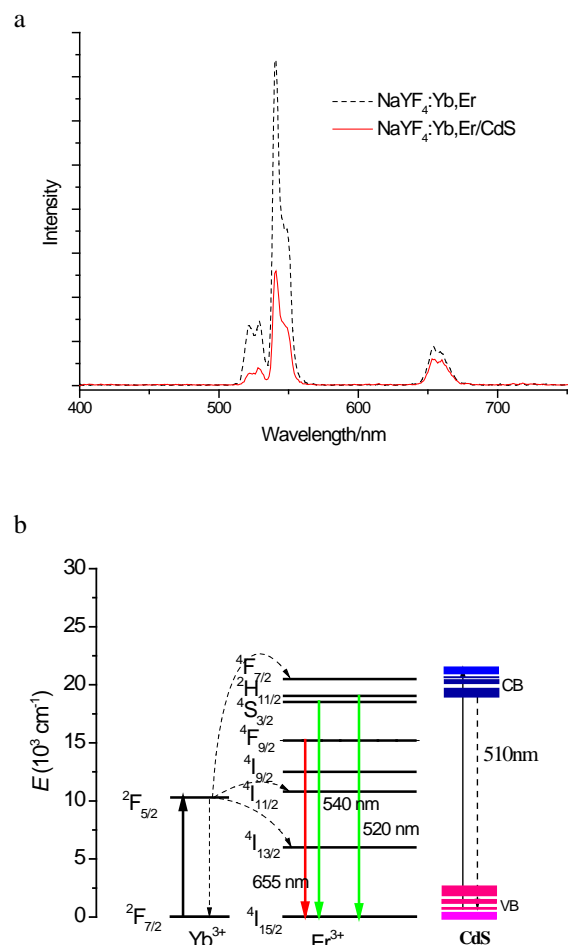 a
NaYF₄:Yb,Er
NaYF₄:Yb,Er/CdS
Intensity
400 500 600 700
Wavelength/nm
b
30
25
20
15
10
5
0
E (10³ cm⁻¹)
²F₅/₂
²F₇/₂
Yb³⁺
⁴F₇/₂
²H₁₁/₂
⁴S₃/₂
⁴F₉/₂
⁴I₉/₂
⁴I₁₁/₂
⁴I₁₃/₂
⁴I₁₅/₂
655 nm
540 nm
520 nm
Er³⁺
CB
510nm
VB
CdS